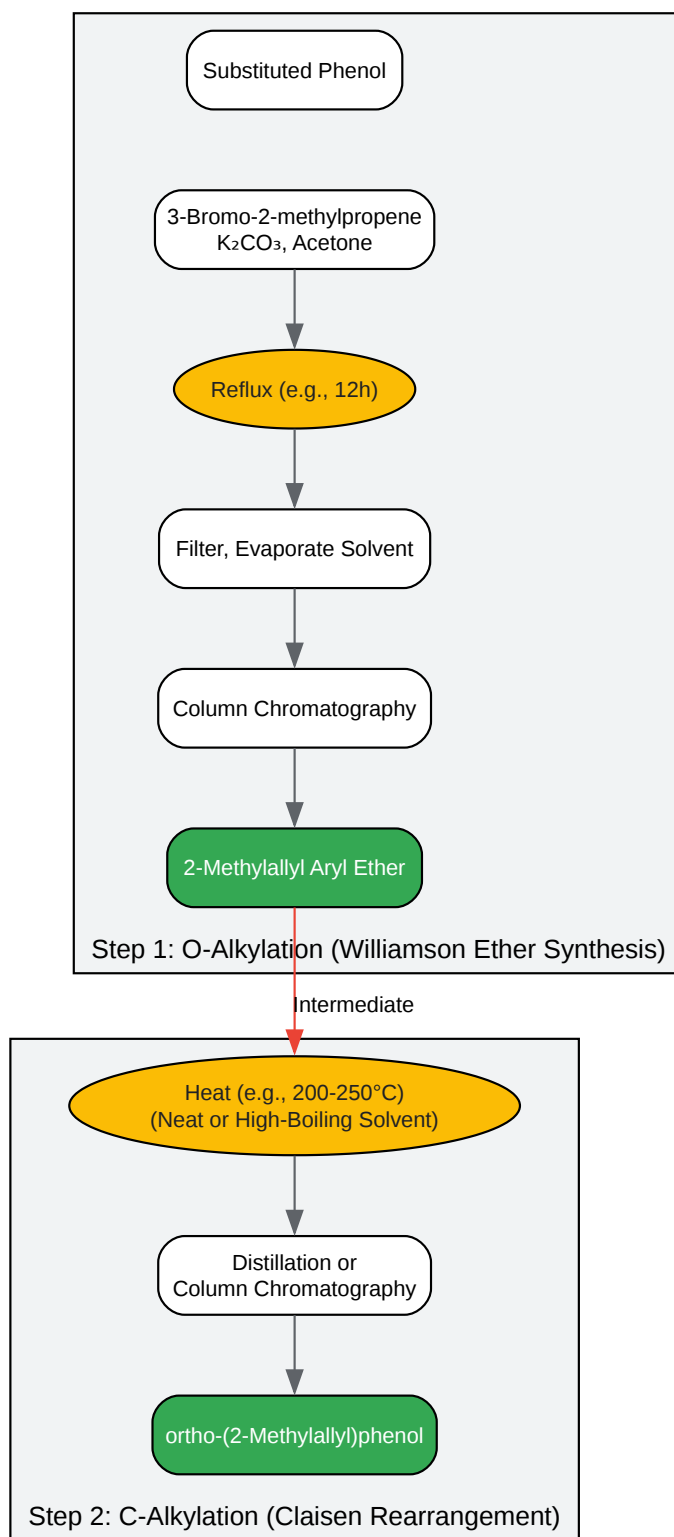 Substituted Phenol
3-Bromo-2-methylpropene
K₂CO₃, Acetone
Reflux (e.g., 12h)
Filter, Evaporate Solvent
Column Chromatography
2-Methylallyl Aryl Ether
Step 1: O-Alkylation (Williamson Ether Synthesis)
Intermediate
Heat (e.g., 200-250°C)
(Neat or High-Boiling Solvent)
Distillation or
Column Chromatography
ortho-(2-Methylallyl)phenol
Step 2: C-Alkylation (Claisen Rearrangement)